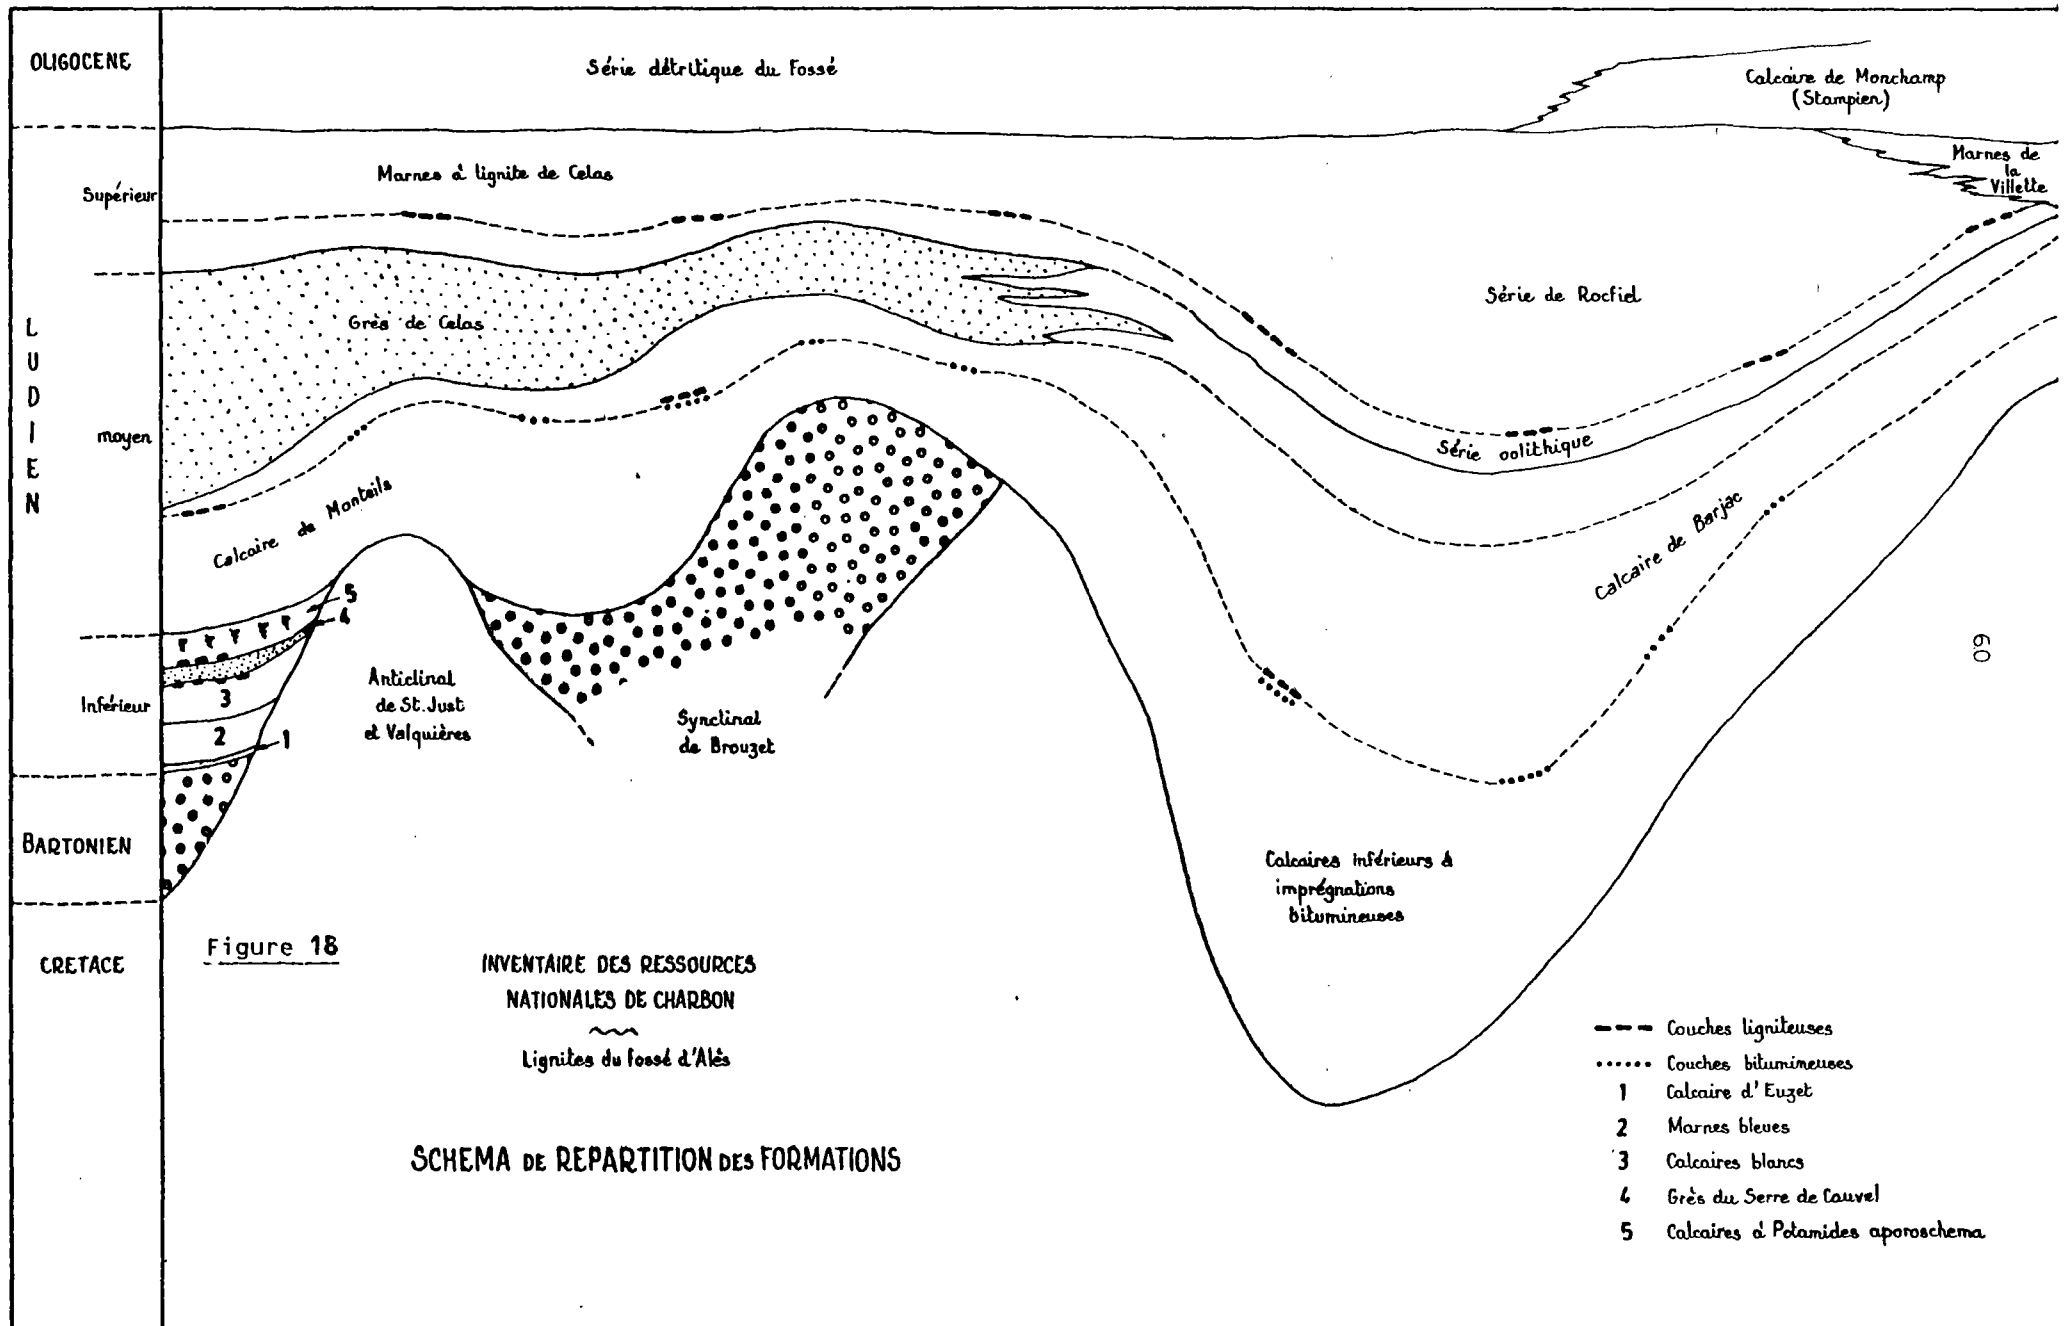 OLIGOCENE
Série détritique du Fossé
Calcaire de Monchamp
(Stampien)
Marnes à lignite de Celas
Marnes de
la
Villette
Supérieur
Série de Rocfiel
Grès de Celas
LUDIEN
moyen
Série oolithique
Calcaire de Monteils
Calcaire de Barjac
5
4
3
2
1
Inférieur
Anticlinal
de St. Just
et Valquières
Synclinal
de Brouzet
60
BARTONIEN
Calcaires inférieurs à
imprégnations
bitumineuses
CRETACE
Figure 18
INVENTAIRE DES RESSOURCES
NATIONALES DE CHARBON
Lignites du fossé d'Alès
SCHEMA DE REPARTITION DES FORMATIONS
Couches ligniteuses
Couches bitumineuses
1 Calcaire d'Euzet
2 Marnes bleues
3 Calcaires blancs
4 Grès du Serre de Cauvel
5 Calcaires à Potamides aporoschema